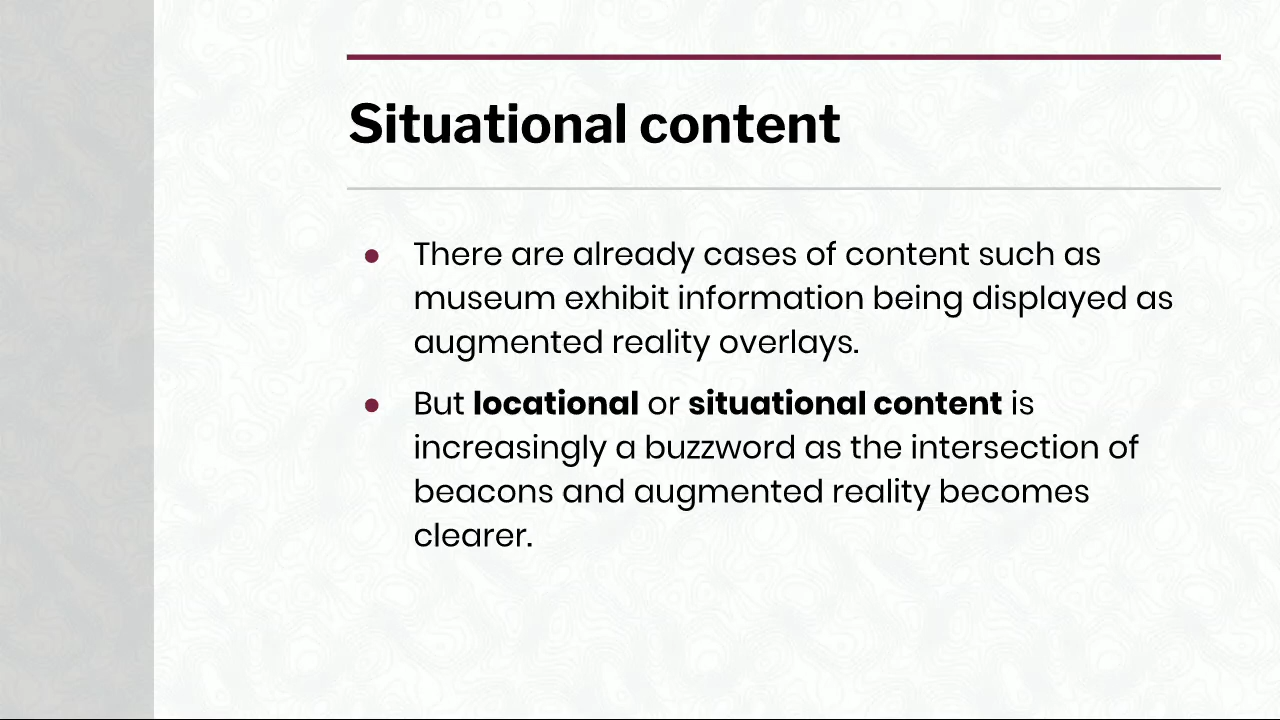 Situational content
● There are already cases of content such as
museum exhibit information being displayed as
augmented reality overlays.
● But locational or situational content is
increasingly a buzzword as the intersection of
beacons and augmented reality becomes
clearer.